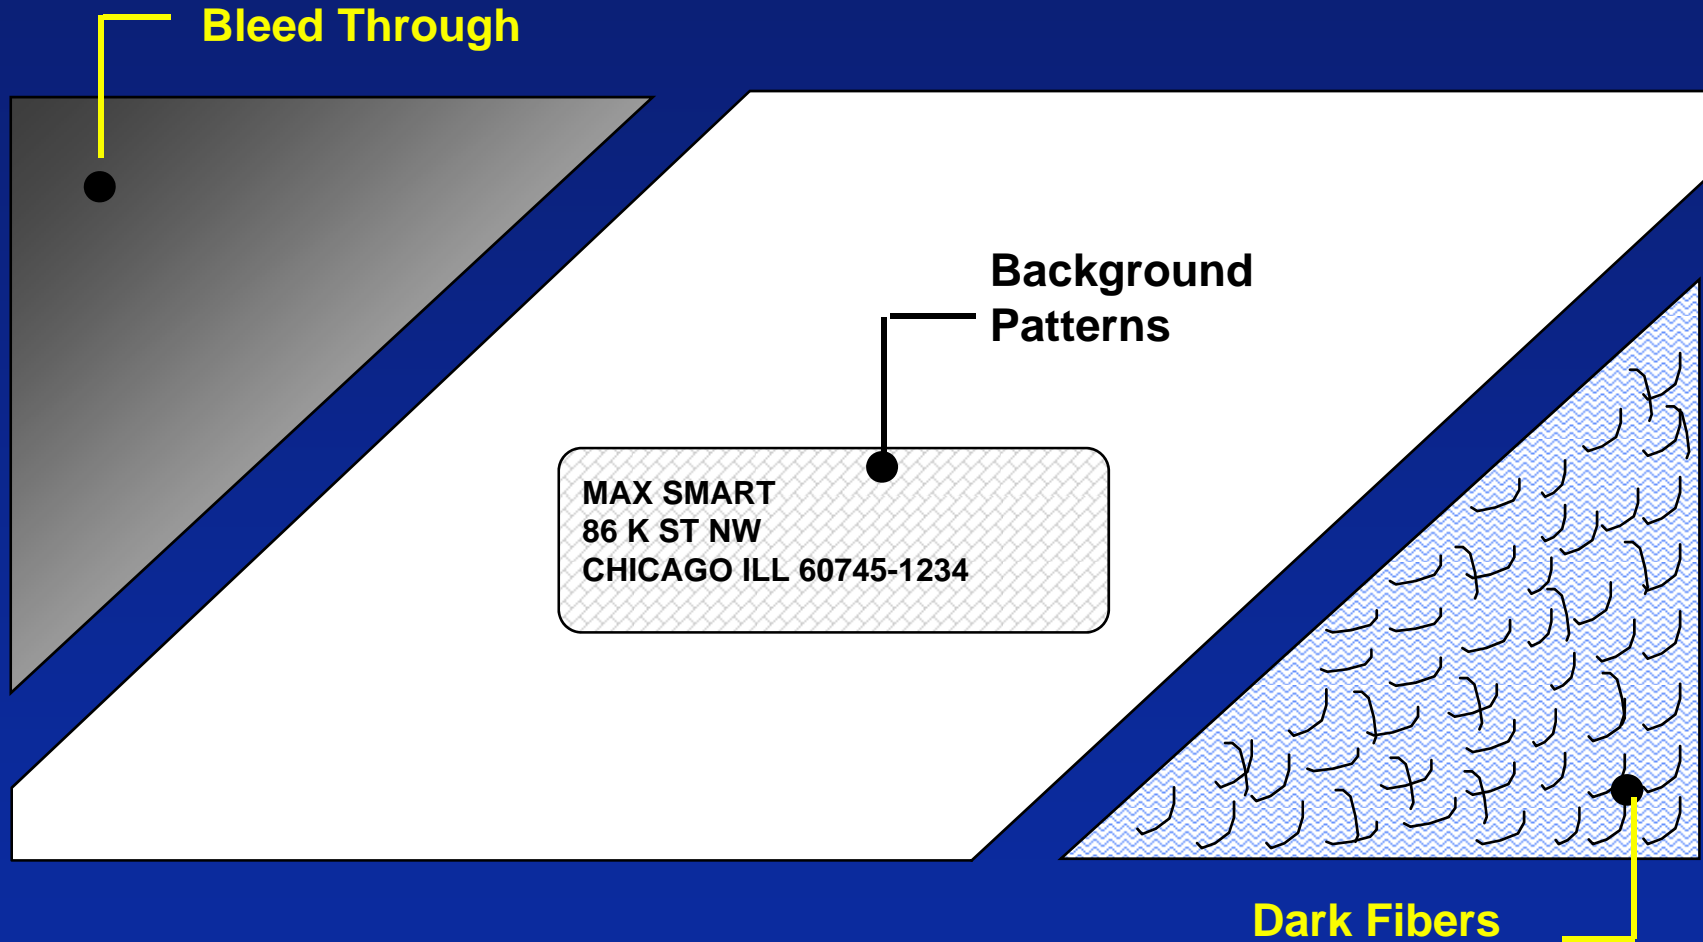 Bleed Through
Background
Patterns
MAX SMART
86 K ST NW
CHICAGO ILL 60745-1234
Dark Fibers